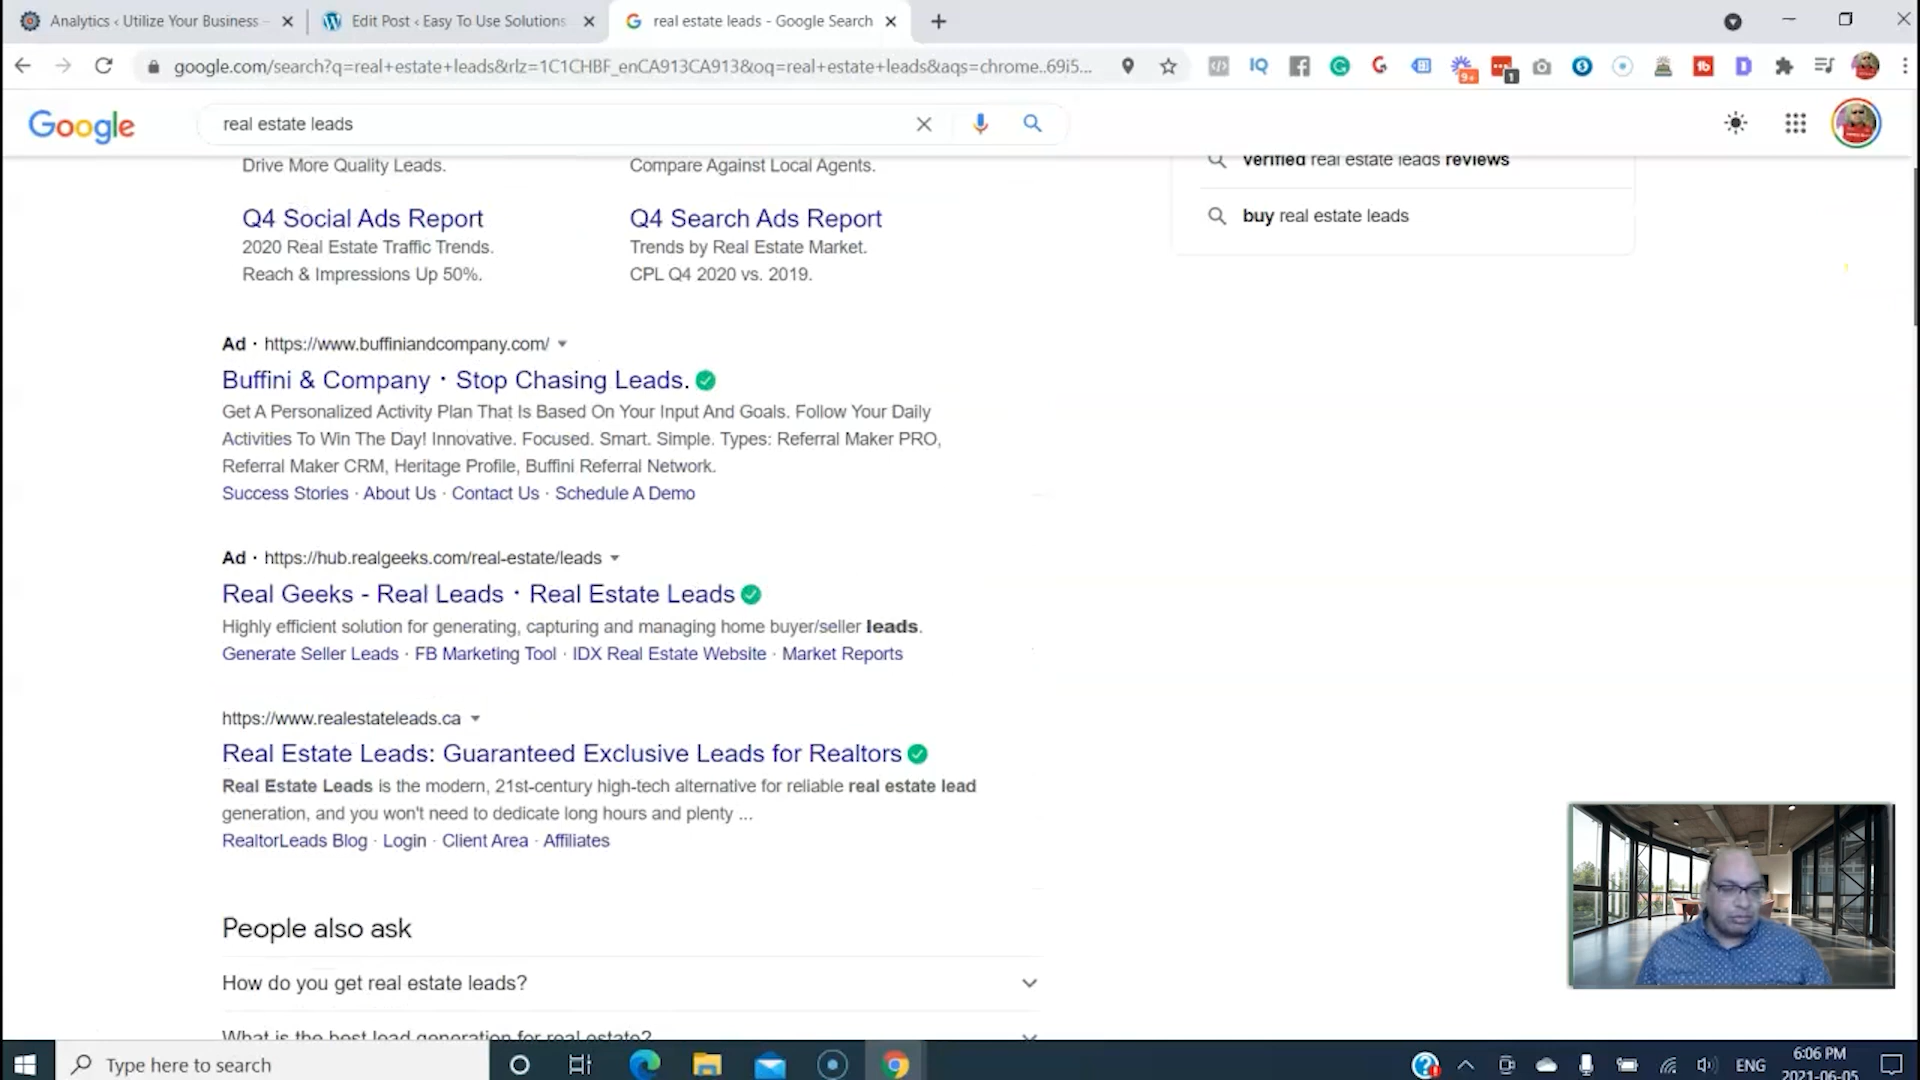 Analytics ‹ Utilize Your Business –
Edit Post ‹ Easy To Use Solutions
real estate leads - Google Search
google.com/search?q=real+estate+leads&rlz=1C1CHBF_enCA913CA913&oq=real+estate+leads&aqs=chrome..69i5...
Google
real estate leads
Drive More Quality Leads.
Compare Against Local Agents.
verified real estate leads reviews
Q4 Social Ads Report
Q4 Search Ads Report
buy real estate leads
2020 Real Estate Traffic Trends.
Trends by Real Estate Market.
Reach & Impressions Up 50%.
CPL Q4 2020 vs. 2019.
Ad · https://www.buffiniandcompany.com/
Buffini & Company · Stop Chasing Leads.
Get A Personalized Activity Plan That Is Based On Your Input And Goals. Follow Your Daily
Activities To Win The Day! Innovative. Focused. Smart. Simple. Types: Referral Maker PRO,
Referral Maker CRM, Heritage Profile, Buffini Referral Network.
Success Stories · About Us · Contact Us · Schedule A Demo
Ad · https://hub.realgeeks.com/real-estate/leads
Real Geeks - Real Leads · Real Estate Leads
Highly efficient solution for generating, capturing and managing home buyer/seller leads.
Generate Seller Leads · FB Marketing Tool · IDX Real Estate Website · Market Reports
https://www.realestateleads.ca
Real Estate Leads: Guaranteed Exclusive Leads for Realtors
Real Estate Leads is the modern, 21st-century high-tech alternative for reliable real estate lead
generation, and you won't need to dedicate long hours and plenty ...
RealtorLeads Blog · Login · Client Area · Affiliates
People also ask
How do you get real estate leads?
What is the best lead generation for real estate?
Type here to search
ENG
6:06 PM
2021-06-05